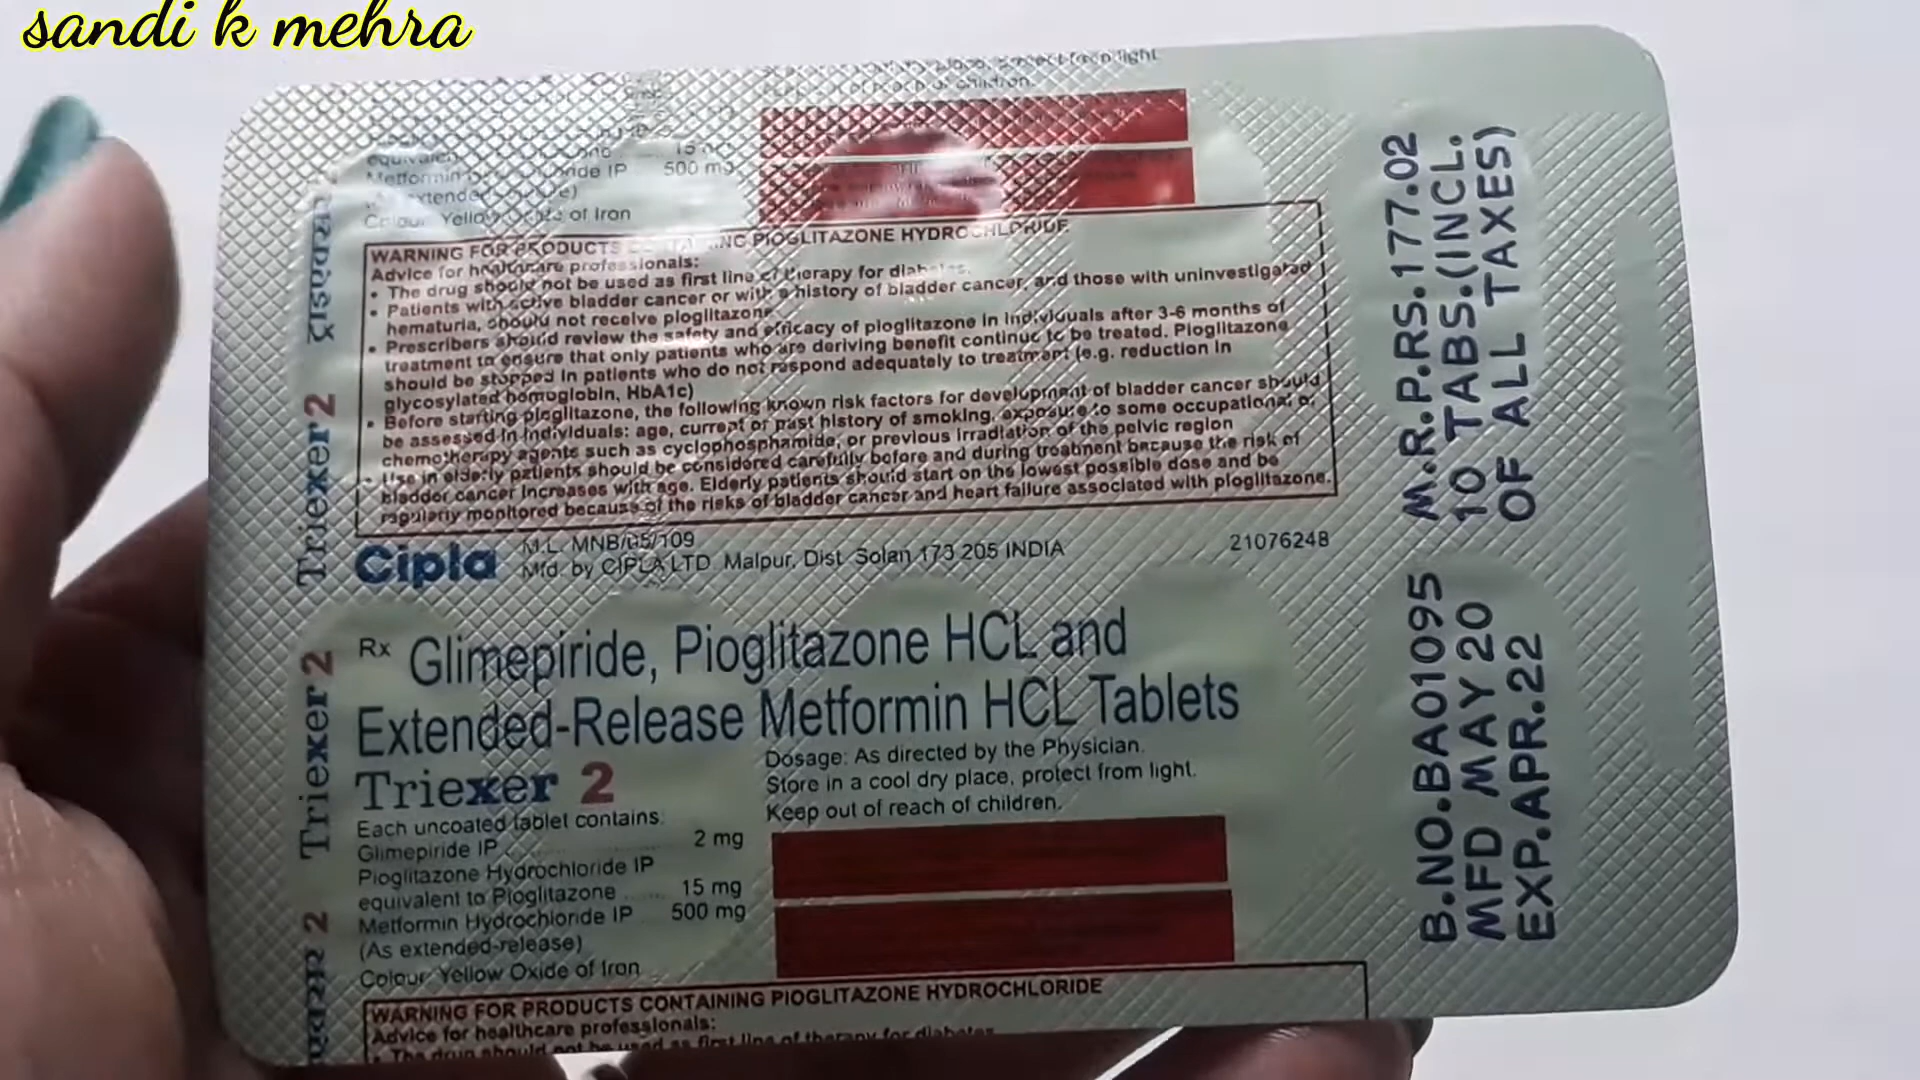 sandi k mehra
15
Metformin IP 500 mg
Colour Yellow of Iron
WARNING FOR PRODUCTS PIOGLITAZONE HYDROCHLORIDE
Advice for healthcare professionals:
• The drug should not be used as first line of therapy for diabetes.
• Patients with active bladder cancer or with a history of bladder cancer, and those with uninvestigated
hematuria, should not receive pioglitazone
• Prescribers should review the safety and efficacy of pioglitazone in individuals after 3-6 months of
treatment to ensure that only patients who are deriving benefit continue to be treated. Pioglitazone
should be stopped in patients who do not respond adequately to treatment (e.g. reduction in
glycosylated hemoglobin, HbA1c)
• Before starting pioglitazone, the following known risk factors for development of bladder cancer should
be assessed in individuals: age, current or past history of smoking, exposure to some occupational or
chemotherapy agents such as cyclophosphamide, or previous irradiation of the pelvic region
• Use in elderly patients should be considered carefully before and during treatment because the risk of
bladder cancer increases with age. Elderly patients should start on the lowest possible dose and be
regularly monitored because of the risks of bladder cancer and heart failure associated with pioglitazone.
Cipla
M.L. MNB/05/109
Mfd. by CIPLA LTD Malpur, Dist. Solan 173 205 INDIA
21076248
Rx Glimepiride, Pioglitazone HCL and
Extended-Release Metformin HCL Tablets
Triexer 2
Each uncoated tablet contains:
Glimepiride IP 2 mg
Pioglitazone Hydrochloride IP
equivalent to Pioglitazone 15 mg
Metformin Hydrochloride IP 500 mg
(As extended-release)
Colour: Yellow Oxide of Iron
Dosage: As directed by the Physician.
Store in a cool dry place, protect from light.
Keep out of reach of children.
WARNING FOR PRODUCTS CONTAINING PIOGLITAZONE HYDROCHLORIDE
Advice for healthcare professionals:
• The drug should not be used as first line of therapy for diabetes
Triexer 2
Triexer 2
M.R.P.RS.177.02
10 TABS.(INCL.
OF ALL TAXES)
B.NO.BA01095
MFD MAY 20
EXP.APR.22